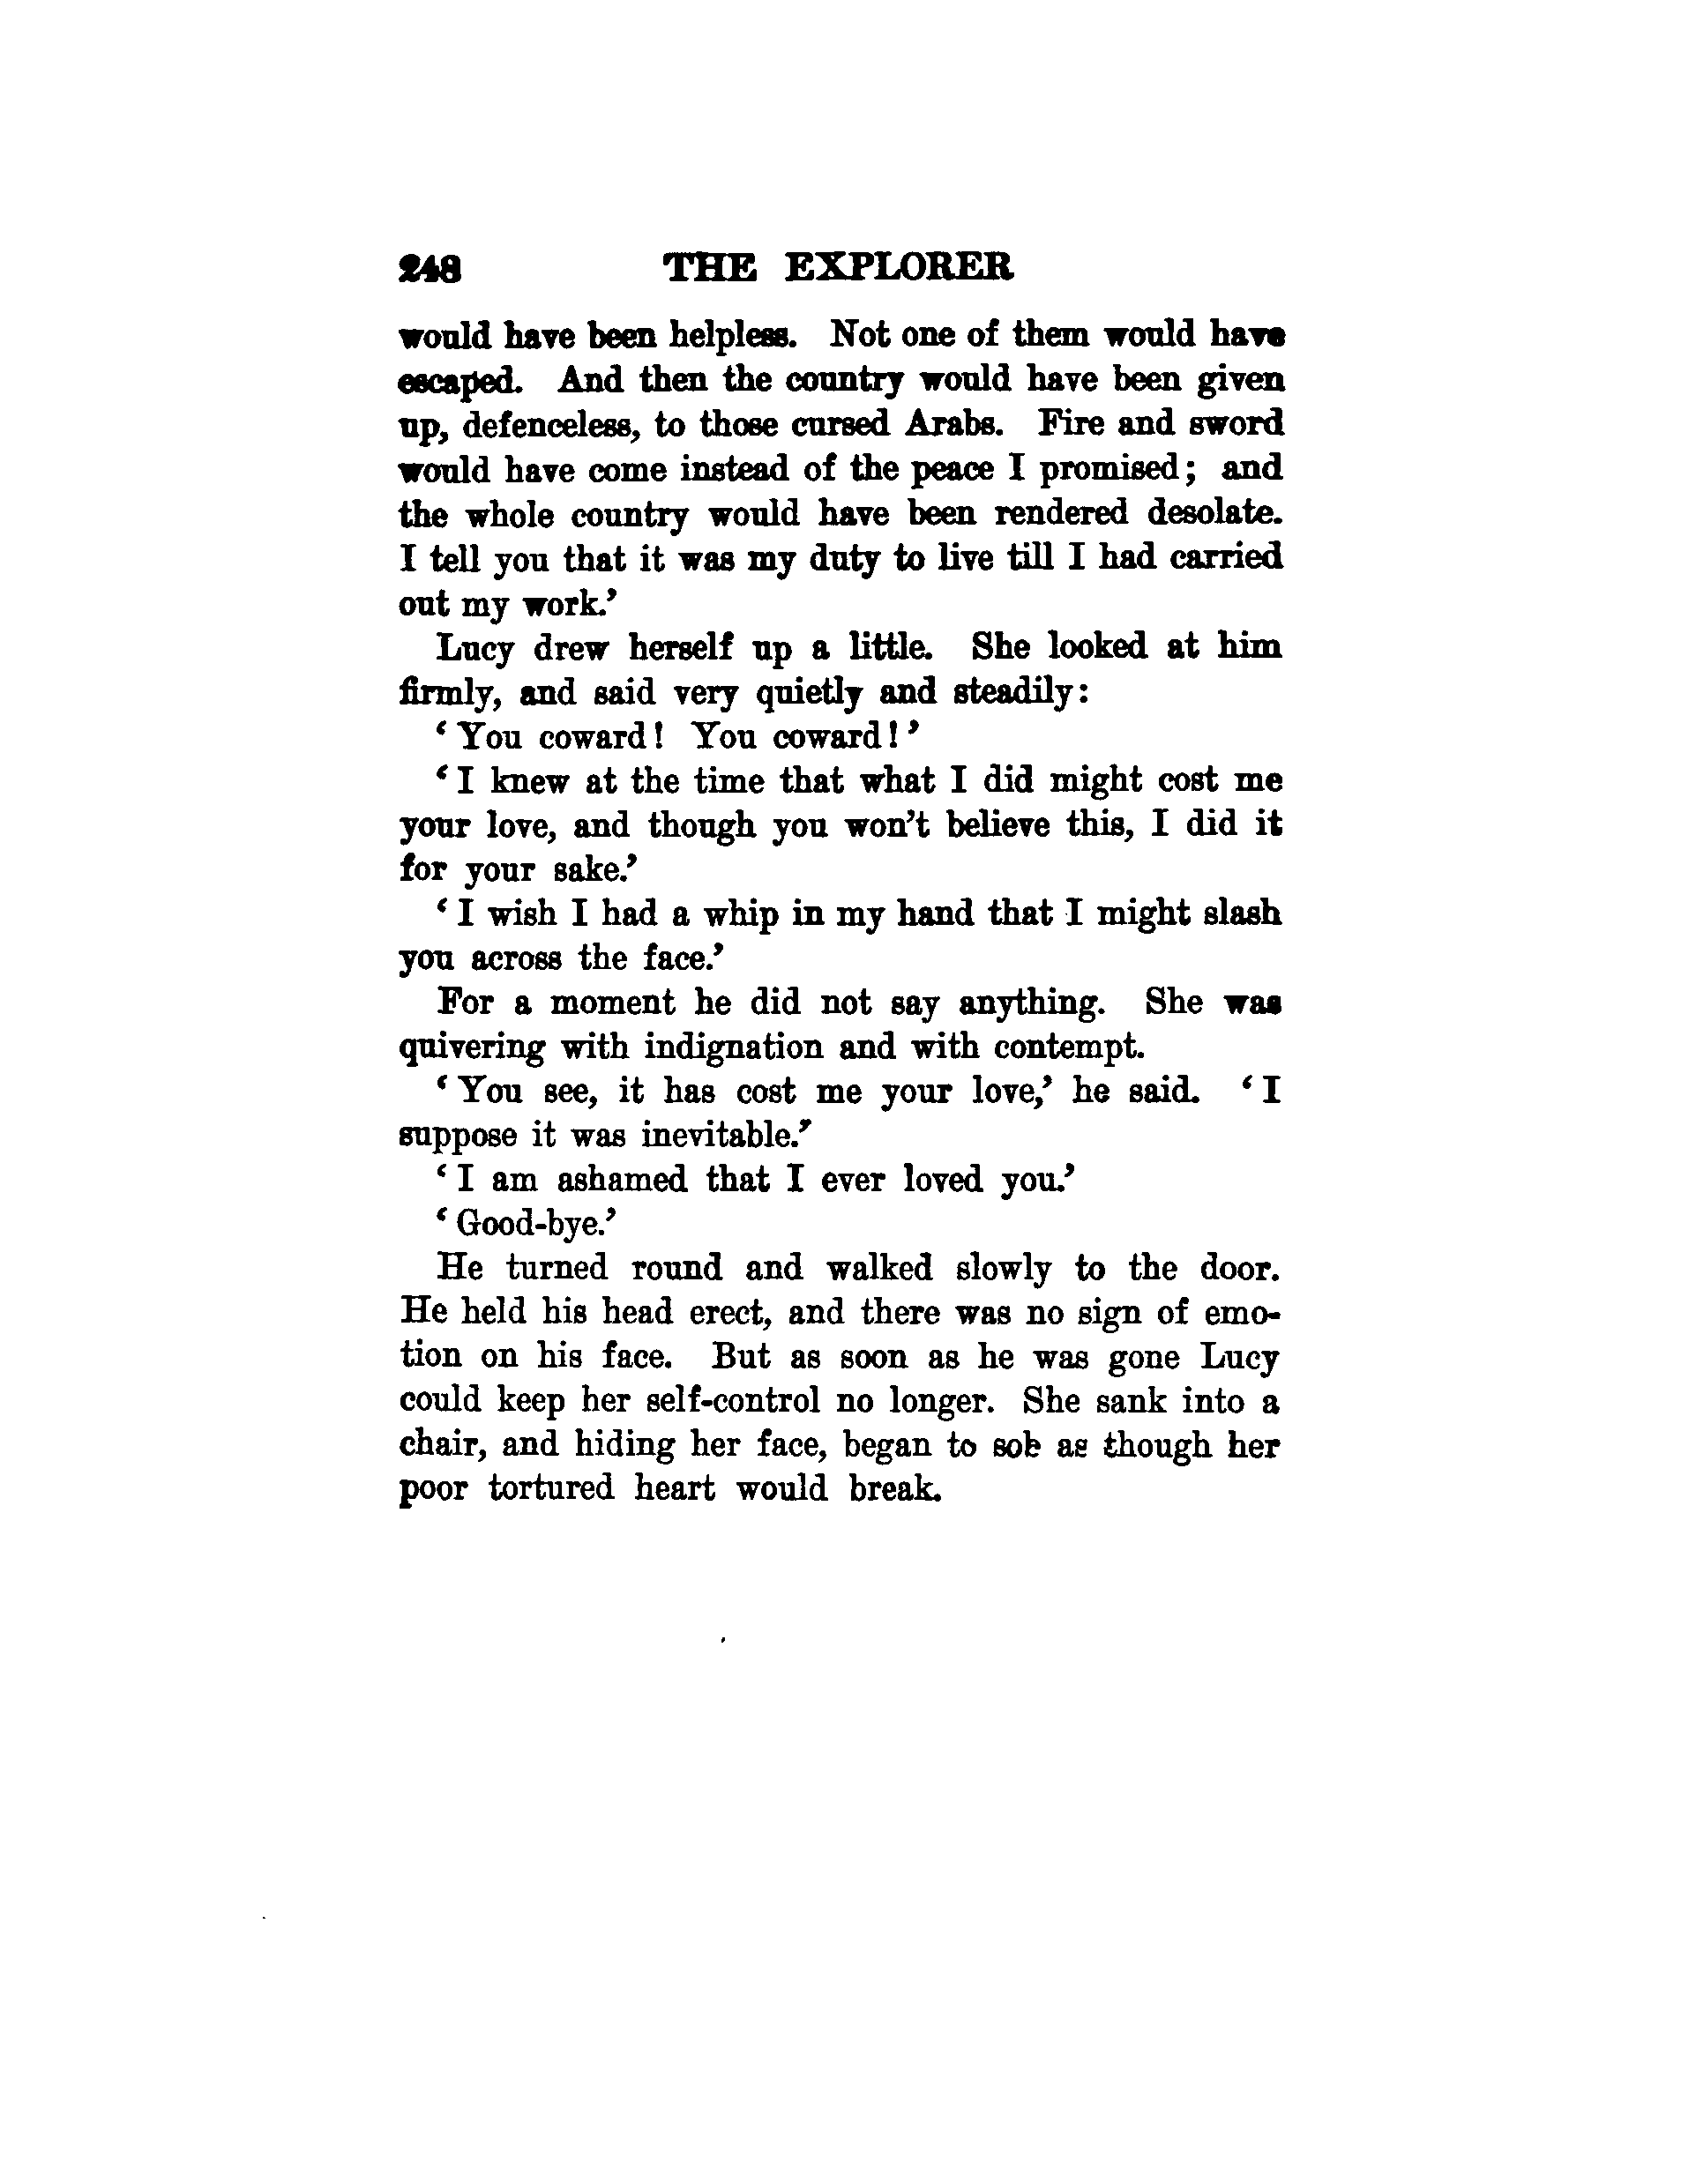 248 THE EXPLORER
would have been helpless. Not one of them would have
escaped. And then the country would have been given
up, defenceless, to those cursed Arabs. Fire and sword
would have come instead of the peace I promised; and
the whole country would have been rendered desolate.
I tell you that it was my duty to live till I had carried
out my work.’
Lucy drew herself up a little. She looked at him
firmly, and said very quietly and steadily:
‘You coward! You coward!’
‘I knew at the time that what I did might cost me
your love, and though you won’t believe this, I did it
for your sake.’
‘I wish I had a whip in my hand that I might slash
you across the face.’
For a moment he did not say anything. She was
quivering with indignation and with contempt.
‘You see, it has cost me your love,’ he said. ‘I
suppose it was inevitable.’
‘I am ashamed that I ever loved you.’
‘Good-bye.’
He turned round and walked slowly to the door.
He held his head erect, and there was no sign of emo-
tion on his face. But as soon as he was gone Lucy
could keep her self-control no longer. She sank into a
chair, and hiding her face, began to sob as though her
poor tortured heart would break.